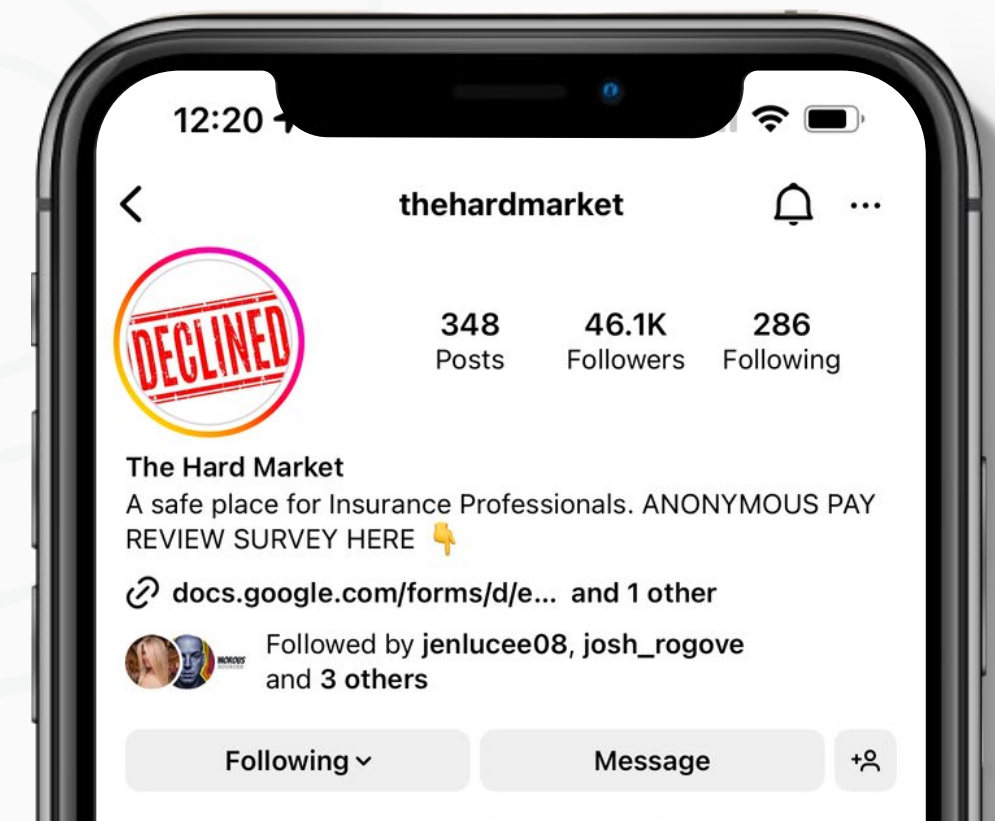 12:20
thehardmarket
DECLINED
348
46.1K
286
Posts
Followers
Following
The Hard Market
A safe place for Insurance Professionals. ANONYMOUS PAY
REVIEW SURVEY HERE 👇
docs.google.com/forms/d/e... and 1 other
Followed by jenlucee08, josh_rogove
and 3 others
Following
Message